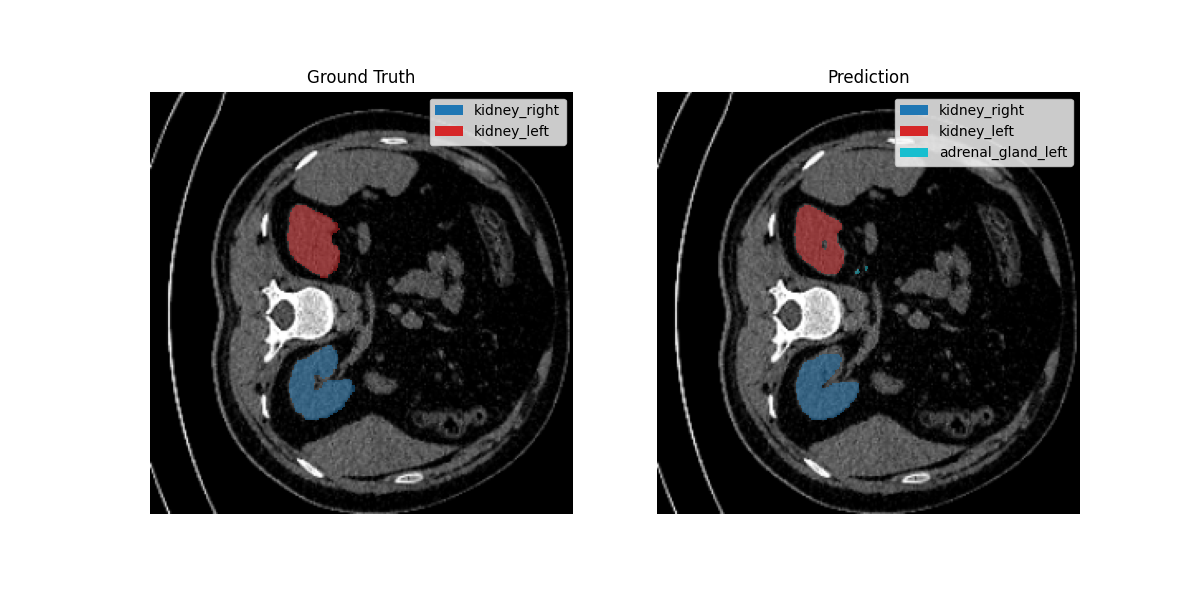 Ground Truth
kidney_right
kidney_left
Prediction
kidney_right
kidney_left
adrenal_gland_left